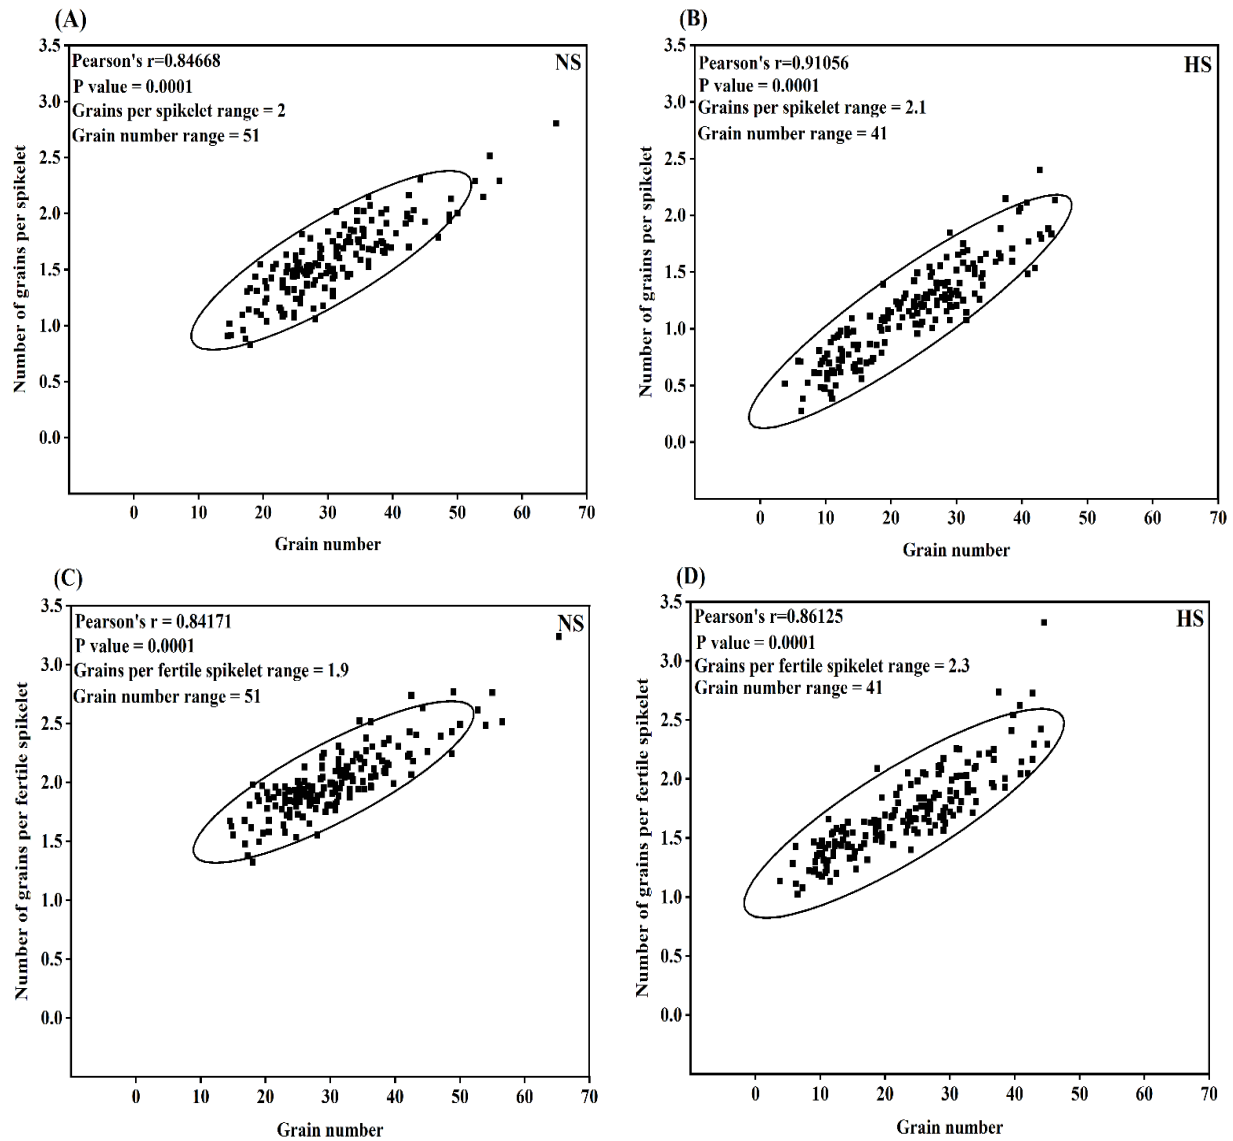 (A)
Pearson's r=0.84668
NS
P value = 0.0001
Grains per spikelet range = 2
Grain number range = 51
Number of grains per spikelet
3.5
3.0
2.5
2.0
1.5
1.0
0.5
0.0
0 10 20 30 40 50 60 70
Grain number
(B)
Pearson's r=0.91056
HS
P value = 0.0001
Grains per spikelet range = 2.1
Grain number range = 41
Number of grains per spikelet
3.5
3.0
2.5
2.0
1.5
1.0
0.5
0.0
0 10 20 30 40 50 60 70
Grain number
(C)
Pearson's r = 0.84171
NS
P value = 0.0001
Grains per fertile spikelet range = 1.9
Grain number range = 51
Number of grains per fertile spikelet
3.5
3.0
2.5
2.0
1.5
1.0
0.5
0.0
0 10 20 30 40 50 60 70
Grain number
(D)
Pearson's r=0.86125
HS
P value = 0.0001
Grains per fertile spikelet range = 2.3
Grain number range = 41
Number of grains per fertile spikelet
3.5
3.0
2.5
2.0
1.5
1.0
0.5
0.0
0 10 20 30 40 50 60 70
Grain number